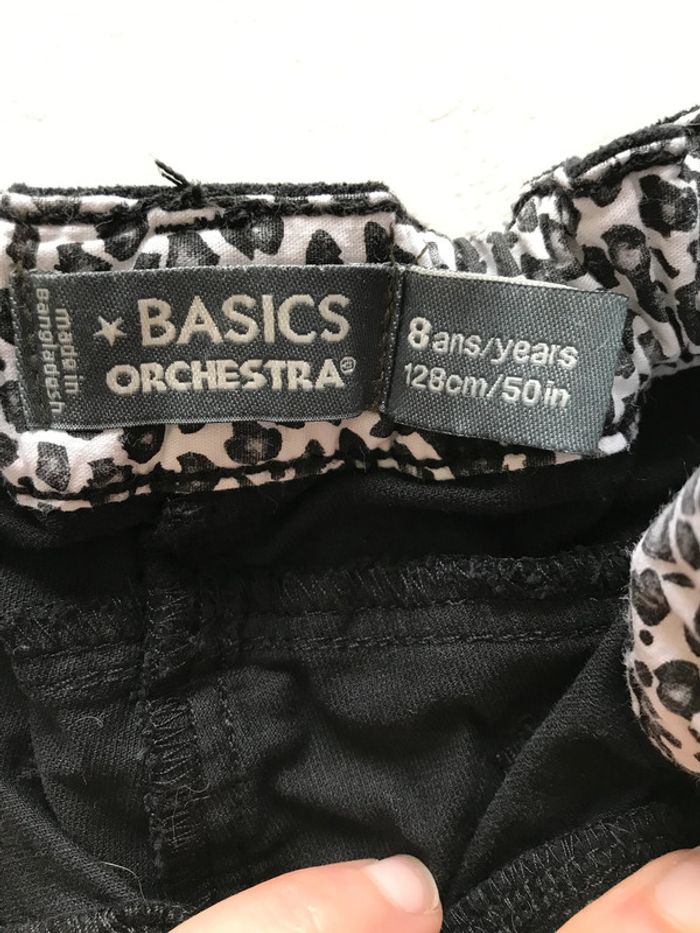 made in
Bangladesh
★ BASICS
ORCHESTRA®
8 ans/years
128cm/50in